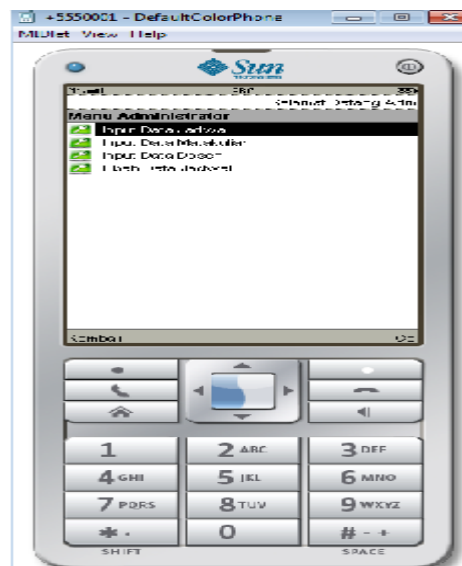 +5550001 - DefaultColorPhone
MIDlet View Help
Sun
Selamat Datang
Menu Administrator
Input Data Jadwal
Input Data Matakuliah
Input Data Dosen
Data Jadwal
Kembali
1 2 ABC 3 DEF
4 GHI 5 JKL 6 MNO
7 PQRS 8 TUV 9 WXYZ
* . 0 # - +
SHIFT SPACE